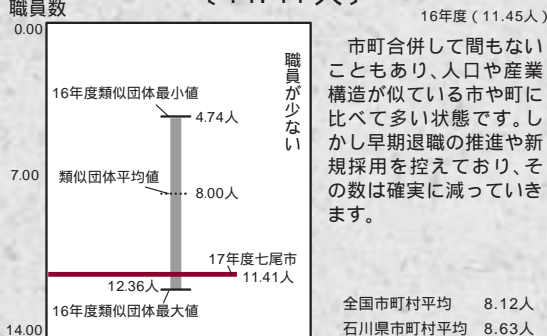 職員数
16年度(11.45人)
0.00
職員が少ない
16年度類似団体最小値
4.74人
7.00
類似団体平均値
8.00人
17年度七尾市
11.41人
12.36人
16年度類似団体最大値
14.00
市町合併して間もない
こともあり、人口や産業
構造が似ている市や町に
比べて多い状態です。し
かし早期退職の推進や新
規採用を控えており、そ
の数は確実に減っていき
ます。
全国市町村平均 8.12人
石川県市町村平均 8.63人